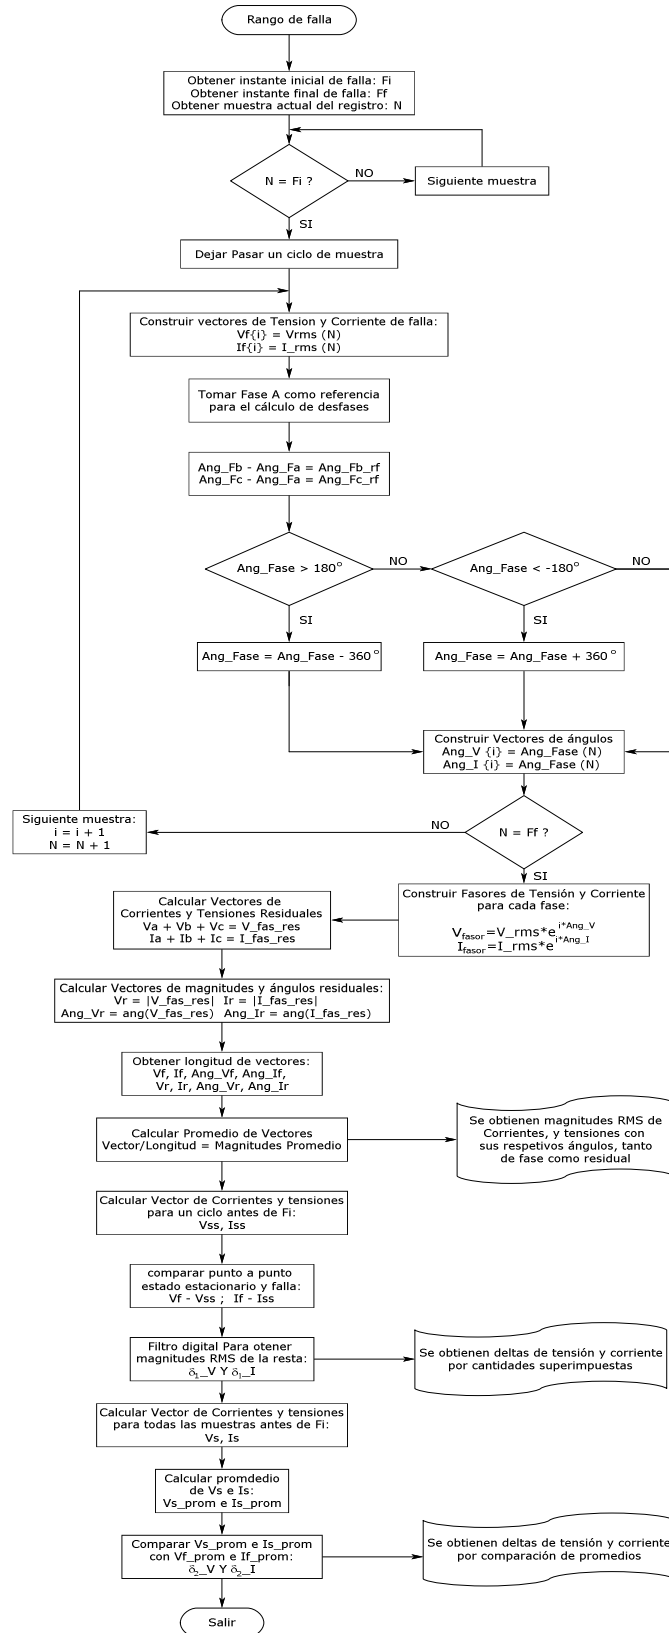 Rango de falla
Obtener instante inicial de falla: Fi
Obtener instante final de falla: Ff
Obtener muestra actual del registro: N
N = Fi ?
NO
Siguiente muestra
SI
Dejar Pasar un ciclo de muestra
Construir vectores de Tension y Corriente de falla:
Vf{i} = Vrms (N)
If{i} = I_rms (N)
Tomar Fase A como referencia
para el cálculo de desfases
Ang_Fb - Ang_Fa = Ang_Fb_rf
Ang_Fc - Ang_Fa = Ang_Fc_rf
Ang_Fase > 180°
NO
Ang_Fase < -180°
NO
SI
SI
Ang_Fase = Ang_Fase - 360°
Ang_Fase = Ang_Fase + 360°
Construir Vectores de ángulos
Ang_V {i} = Ang_Fase (N)
Ang_I {i} = Ang_Fase (N)
Siguiente muestra:
i = i + 1
N = N + 1
NO
N = Ff ?
SI
Construir Fasores de Tensión y Corriente
para cada fase:
V_fasor=V_rms*e^i*Ang_V
I_fasor=I_rms*e^i*Ang_I
Calcular Vectores de
Corrientes y Tensiones Residuales
Va + Vb + Vc = V_fas_res
Ia + Ib + Ic = I_fas_res
Calcular Vectores de magnitudes y ángulos residuales:
Vr = |V_fas_res| Ir = |I_fas_res|
Ang_Vr = ang(V_fas_res) Ang_Ir = ang(I_fas_res)
Obtener longitud de vectores:
Vf, If, Ang_Vf, Ang_If,
Vr, Ir, Ang_Vr, Ang_Ir
Calcular Promedio de Vectores
Vector/Longitud = Magnitudes Promedio
Se obtienen magnitudes RMS de
Corrientes, y tensiones con
sus respetivos ángulos, tanto
de fase como residual
Calcular Vector de Corrientes y tensiones
para un ciclo antes de Fi:
Vss, Iss
comparar punto a punto
estado estacionario y falla:
Vf - Vss ; If - Iss
Filtro digital Para otener
magnitudes RMS de la resta:
δ₁_V Y δ₁_I
Se obtienen deltas de tensión y corriente
por cantidades superimpuestas
Calcular Vector de Corrientes y tensiones
para todas las muestras antes de Fi:
Vs, Is
Calcular promdedio
de Vs e Is:
Vs_prom e Is_prom
Comparar Vs_prom e Is_prom
con Vf_prom e If_prom:
δ₂_V Y δ₂_I
Se obtienen deltas de tensión y corriente
por comparación de promedios
Salir